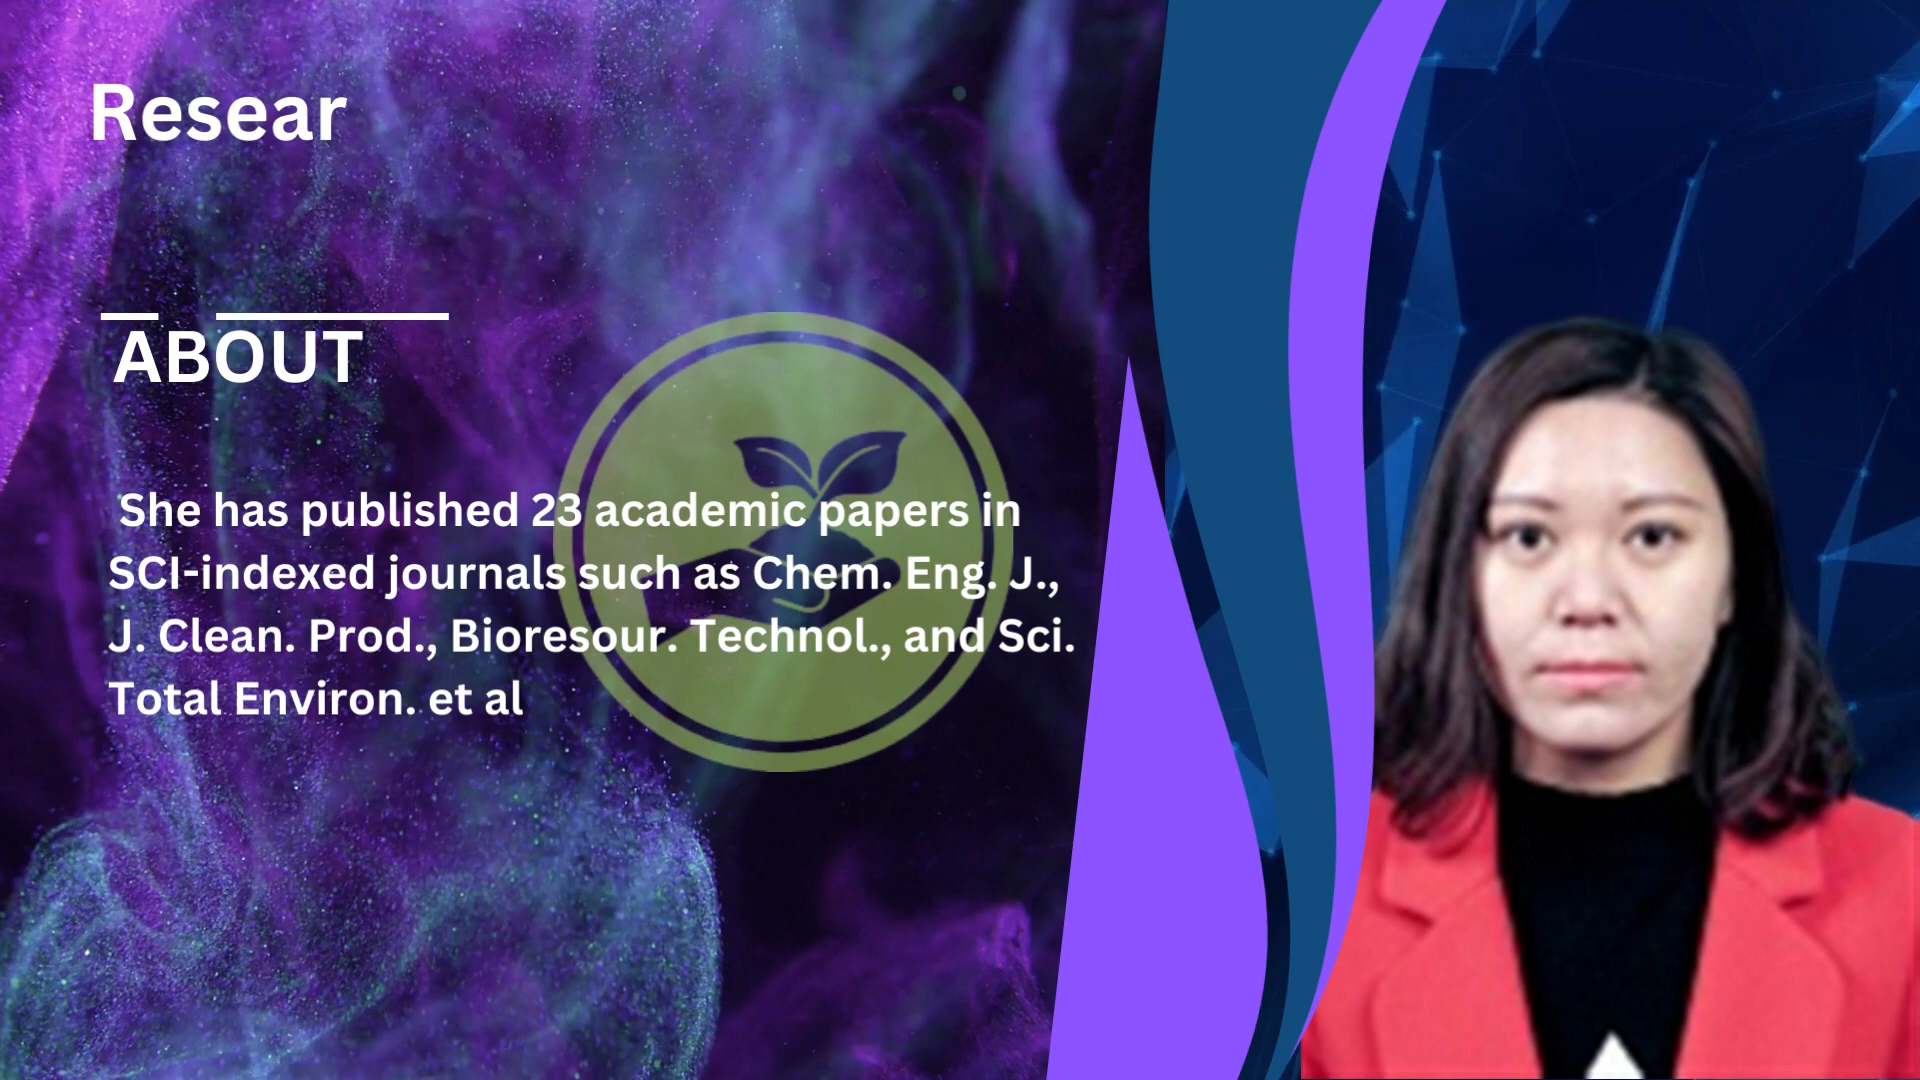 Resear
ABOUT
She has published 23 academic papers in
SCI-indexed journals such as Chem. Eng. J.,
J. Clean. Prod., Bioresour. Technol., and Sci.
Total Environ. et al